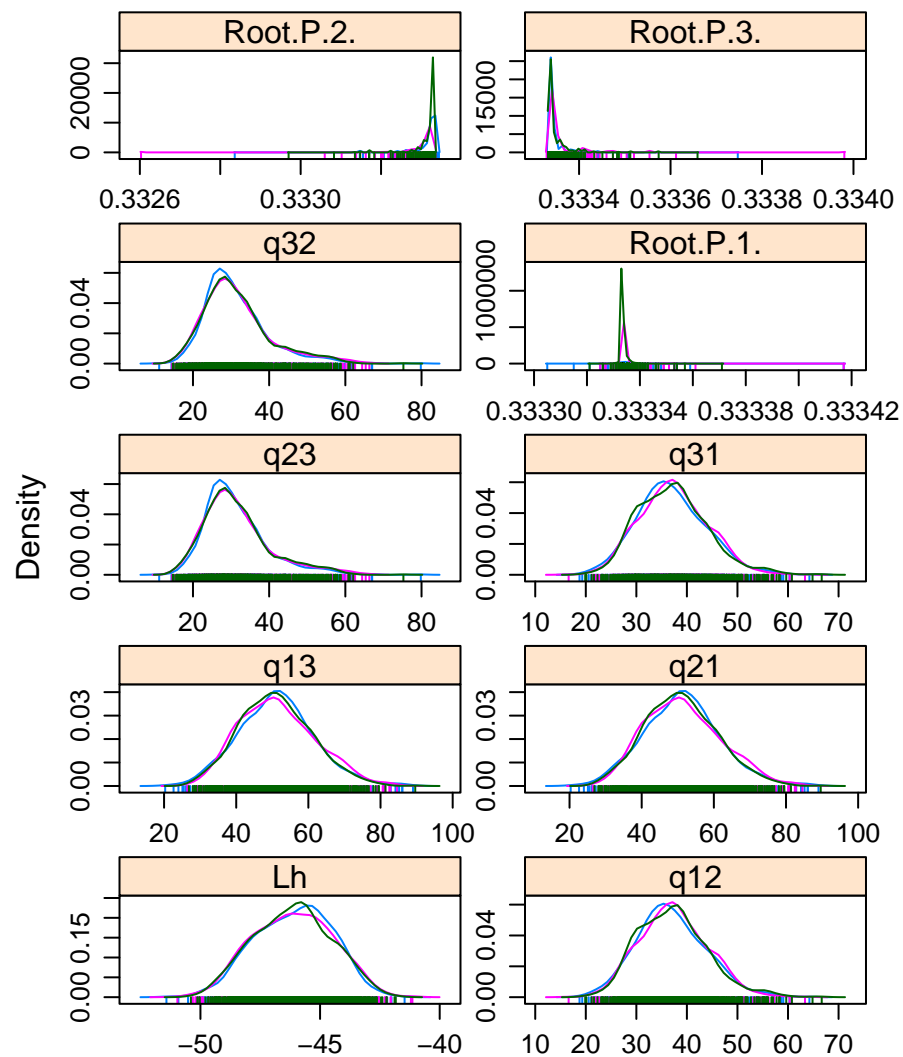 Root.P.2.
0 20000
0.33326 0.33330
Root.P.3.
0 15000
0.3334 0.3336 0.3338 0.3340
q32
0.00 0.04
20 40 60 80
Root.P.1.
0 1000000
0.33330 0.33334 0.33338 0.33342
Density
q23
0.00 0.04
20 40 60 80
q31
0.00 0.04
10 20 30 40 50 60 70
q13
0.00 0.03
20 40 60 80 100
q21
0.00 0.03
20 40 60 80 100
Lh
0.00 0.15
−50 −45 −40
q12
0.00 0.04
10 20 30 40 50 60 70